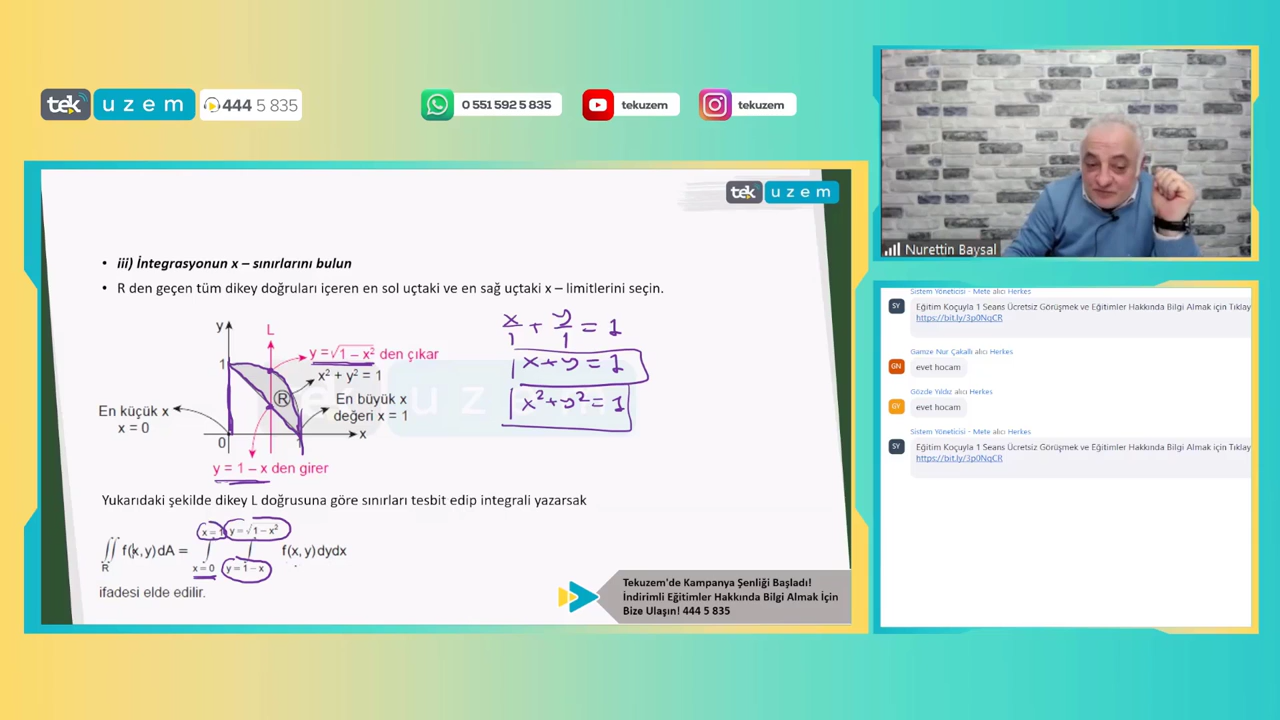 tek uzem 444 5 835
0 551 592 5 835
tekuzem
tekuzem
tek uzem
• iii) İntegrasyonun x – sınırlarını bulun
• R den geçen tüm dikey doğruları içeren en sol uçtaki ve en sağ uçtaki x – limitlerini seçin.
y
L
1
y = √1 – x² den çıkar
x² + y² = 1
R
En küçük x
x = 0
En büyük x
değeri x = 1
0
1
x
y = 1 – x den girer
x/1 + y/1 = 1
x + y = 1
x² + y² = 1
Yukarıdaki şekilde dikey L doğrusuna göre sınırları tesbit edip integrali yazarsak
x = 1 y = √1 – x²
∬ f(x, y) dA = ∫ ∫ f(x, y) dydx
R x = 0 y = 1 – x
ifadesi elde edilir.
Tekuzem'de Kampanya Şenliği Başladı!
İndirimli Eğitimler Hakkında Bilgi Almak İçin
Bize Ulaşın! 444 5 835
Nurettin Baysal
Sistem Yöneticisi - Mete alıcı Herkes
SY
Eğitim Koçuyla 1 Seans Ücretsiz Görüşmek ve Eğitimler Hakkında Bilgi Almak için Tıklay
https://bit.ly/3p0NqCR
Gamze Nur Çakallı alıcı Herkes
GN
evet hocam
Gözde Yıldız alıcı Herkes
GY
evet hocam
Sistem Yöneticisi - Mete alıcı Herkes
SY
Eğitim Koçuyla 1 Seans Ücretsiz Görüşmek ve Eğitimler Hakkında Bilgi Almak için Tıklay
https://bit.ly/3p0NqCR